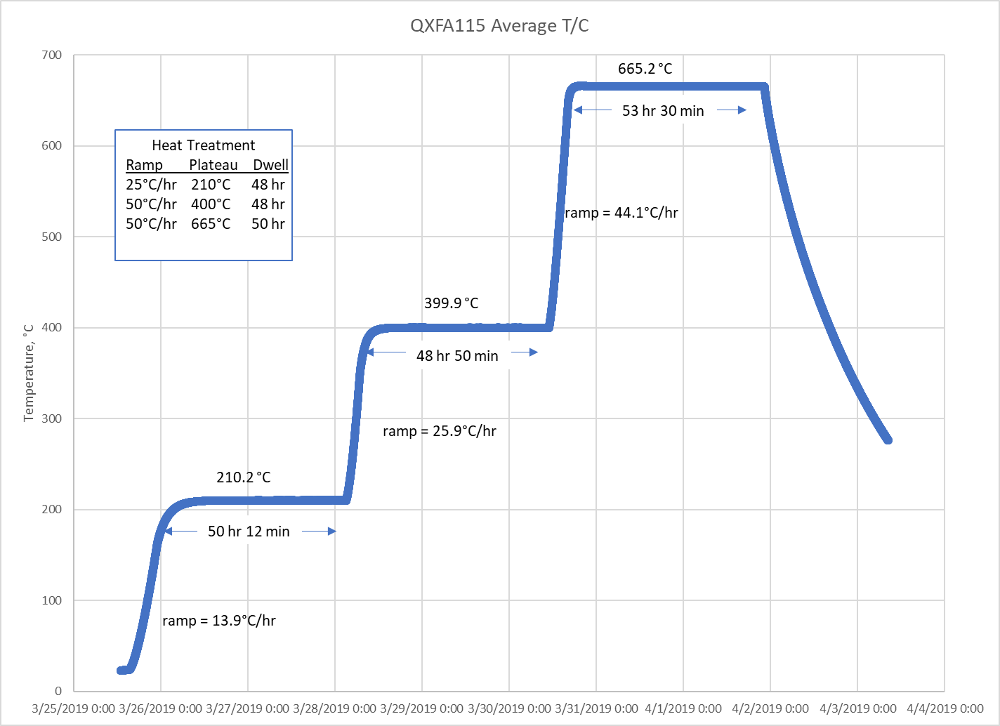 QXFA115 Average T/C
700
665.2 °C
53 hr 30 min
Heat Treatment
Ramp Plateau Dwell
25°C/hr 210°C 48 hr
50°C/hr 400°C 48 hr
50°C/hr 665°C 50 hr
600
ramp = 44.1°C/hr
500
399.9 °C
400
48 hr 50 min
Temperature, °C
300
ramp = 25.9°C/hr
210.2 °C
200
50 hr 12 min
100
ramp = 13.9°C/hr
0
3/25/2019 0:00 3/26/2019 0:00 3/27/2019 0:00 3/28/2019 0:00 3/29/2019 0:00 3/30/2019 0:00 3/31/2019 0:00 4/1/2019 0:00 4/2/2019 0:00 4/3/2019 0:00 4/4/2019 0:00